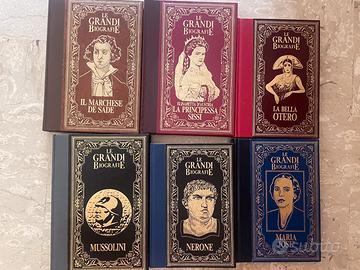 LE
GRANDI
BIOGRAFIE
IL MARCHESE
DE SADE
LE
GRANDI
BIOGRAFIE
ELISABETTA D'AUSTRIA
LA PRINCIPESSA
SISSI
LE
GRANDI
BIOGRAFIE
LA BELLA
OTERO
LE
GRANDI
BIOGRAFIE
MUSSOLINI
LE
GRANDI
BIOGRAFIE
NERONE
LE
GRANDI
BIOGRAFIE
MARIA
JOSÉ
subito